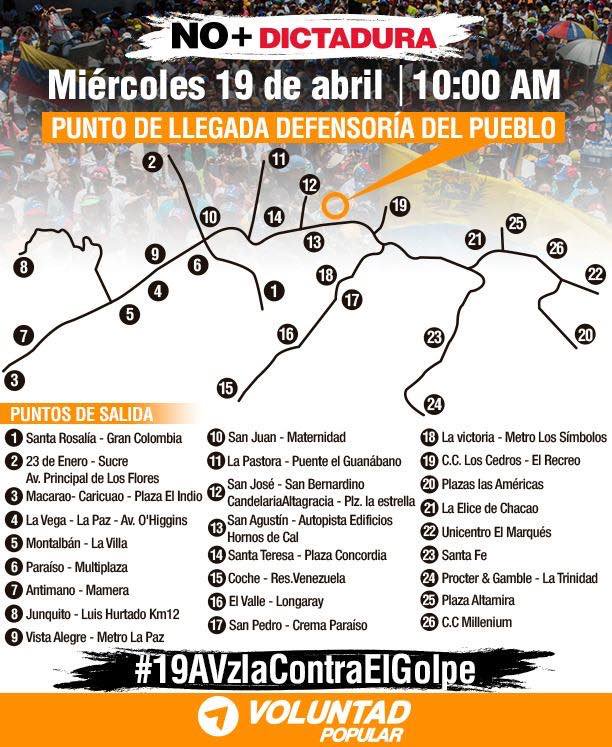 NO+ DICTADURA
Miércoles 19 de abril | 10:00 AM
PUNTO DE LLEGADA DEFENSORÍA DEL PUEBLO
2
11
12
10
14
19
13
25
9
6
21
26
8
18
22
4
1
17
5
7
16
23
20
3
15
24
PUNTOS DE SALIDA
1 Santa Rosalía - Gran Colombia
2 23 de Enero - Sucre
Av. Principal de Los Flores
3 Macarao- Caricuao - Plaza El Indio
4 La Vega - La Paz - Av. O'Higgins
5 Montalbán - La Villa
6 Paraíso - Multiplaza
7 Antimano - Mamera
8 Junquito - Luis Hurtado Km12
9 Vista Alegre - Metro La Paz
10 San Juan - Maternidad
11 La Pastora - Puente el Guanábano
12 San José - San Bernardino
CandelariaAltagracia - Plz. la estrella
13 San Agustín - Autopista Edificios
Hornos de Cal
14 Santa Teresa - Plaza Concordia
15 Coche - Res.Venezuela
16 El Valle - Longaray
17 San Pedro - Crema Paraíso
18 La victoria - Metro Los Símbolos
19 C.C. Los Cedros - El Recreo
20 Plazas las Américas
21 La Elice de Chacao
22 Unicentro El Marqués
23 Santa Fe
24 Procter & Gamble - La Trinidad
25 Plaza Altamira
26 C.C Millenium
#19AVzlaContraElGolpe
VOLUNTAD
POPULAR